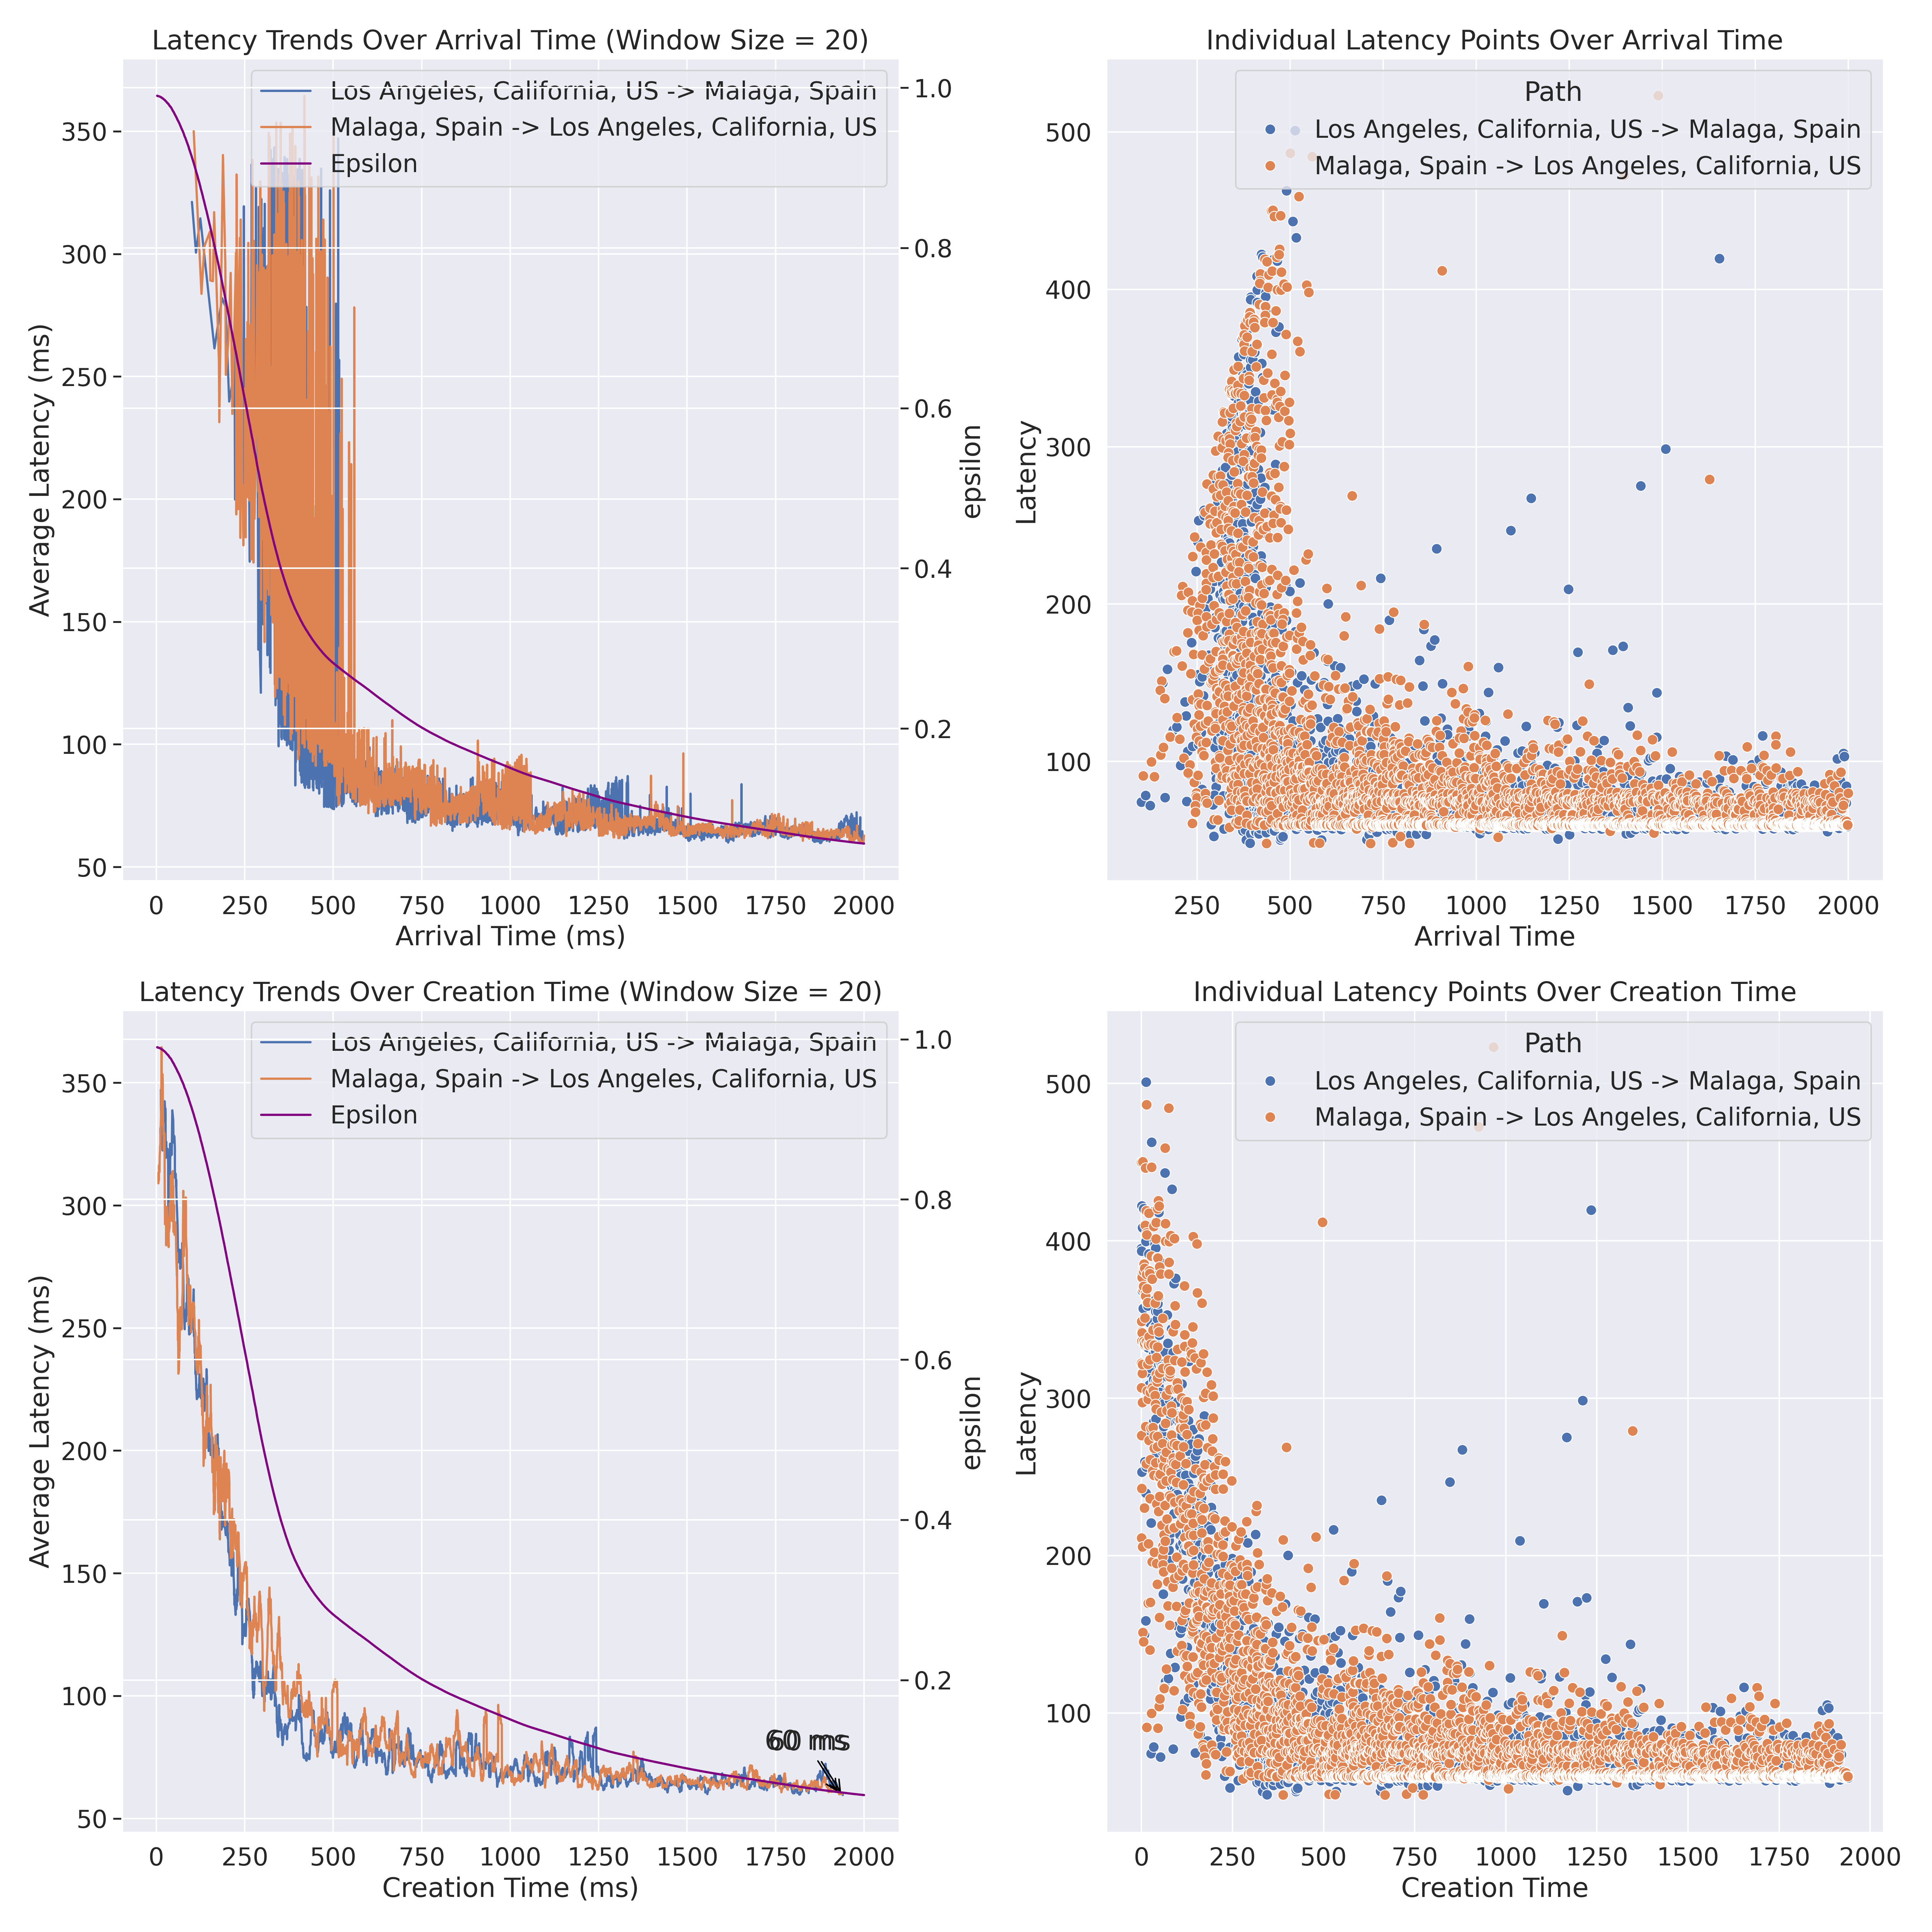 Latency Trends Over Arrival Time (Window Size = 20)
Los Angeles, California, US -> Malaga, Spain
Malaga, Spain -> Los Angeles, California, US
Epsilon
350
300
250
200
150
100
50
Average Latency (ms)
1.0
0.8
0.6
0.4
0.2
epsilon
0 250 500 750 1000 1250 1500 1750 2000
Arrival Time (ms)
Individual Latency Points Over Arrival Time
Path
Los Angeles, California, US -> Malaga, Spain
Malaga, Spain -> Los Angeles, California, US
500
400
300
200
100
Latency
250 500 750 1000 1250 1500 1750 2000
Arrival Time
Latency Trends Over Creation Time (Window Size = 20)
Los Angeles, California, US -> Malaga, Spain
Malaga, Spain -> Los Angeles, California, US
Epsilon
350
300
250
200
150
100
50
Average Latency (ms)
1.0
0.8
0.6
0.4
0.2
epsilon
60 ms
60 ms
0 250 500 750 1000 1250 1500 1750 2000
Creation Time (ms)
Individual Latency Points Over Creation Time
Path
Los Angeles, California, US -> Malaga, Spain
Malaga, Spain -> Los Angeles, California, US
500
400
300
200
100
Latency
0 250 500 750 1000 1250 1500 1750 2000
Creation Time